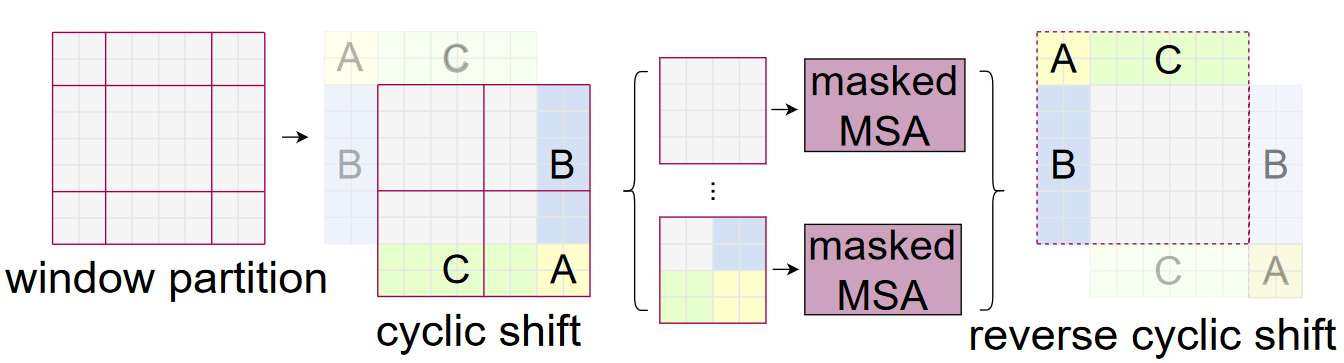 window partition
A
C
B
B
C
A
cyclic shift
masked
MSA
⋮
masked
MSA
A
C
B
B
C
A
reverse cyclic shift